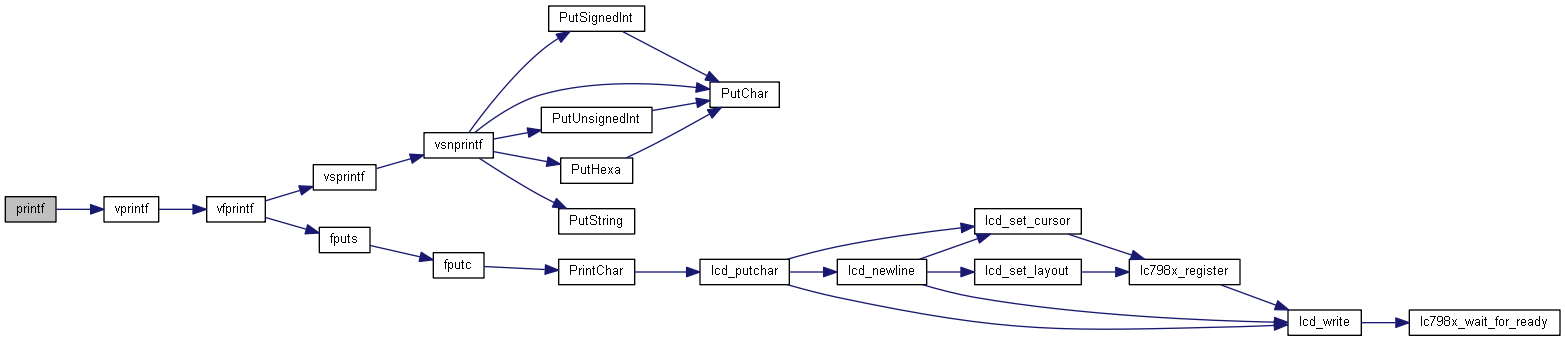 printf
vprintf
vfprintf
vsprintf
fputs
vsnprintf
fputc
PutSignedInt
PutUnsignedInt
PutHexa
PutString
PrintChar
PutChar
lcd_putchar
lcd_newline
lcd_set_cursor
lcd_set_layout
lc798x_register
lcd_write
lc798x_wait_for_ready